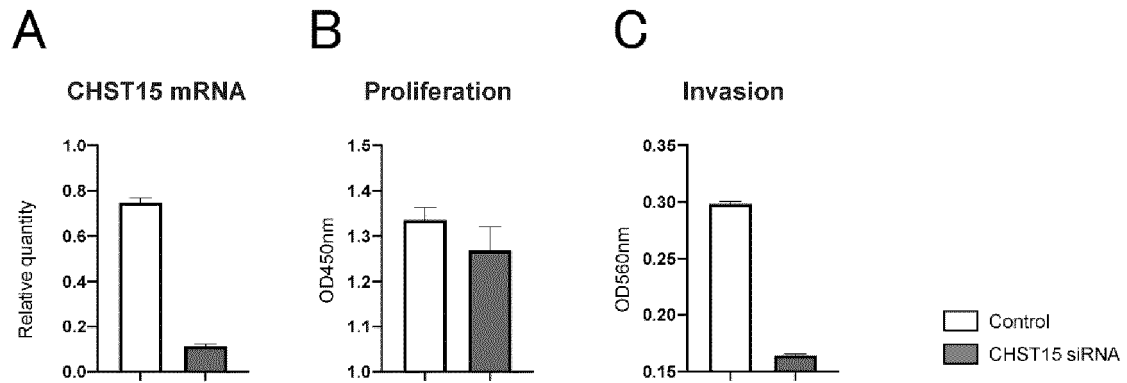 A
B
C
CHST15 mRNA
Proliferation
Invasion
Relative quantity
1.0
0.8
0.6
0.4
0.2
0.0
OD450nm
1.5
1.4
1.3
1.2
1.1
1.0
OD560nm
0.35
0.30
0.25
0.20
0.15
Control
CHST15 siRNA